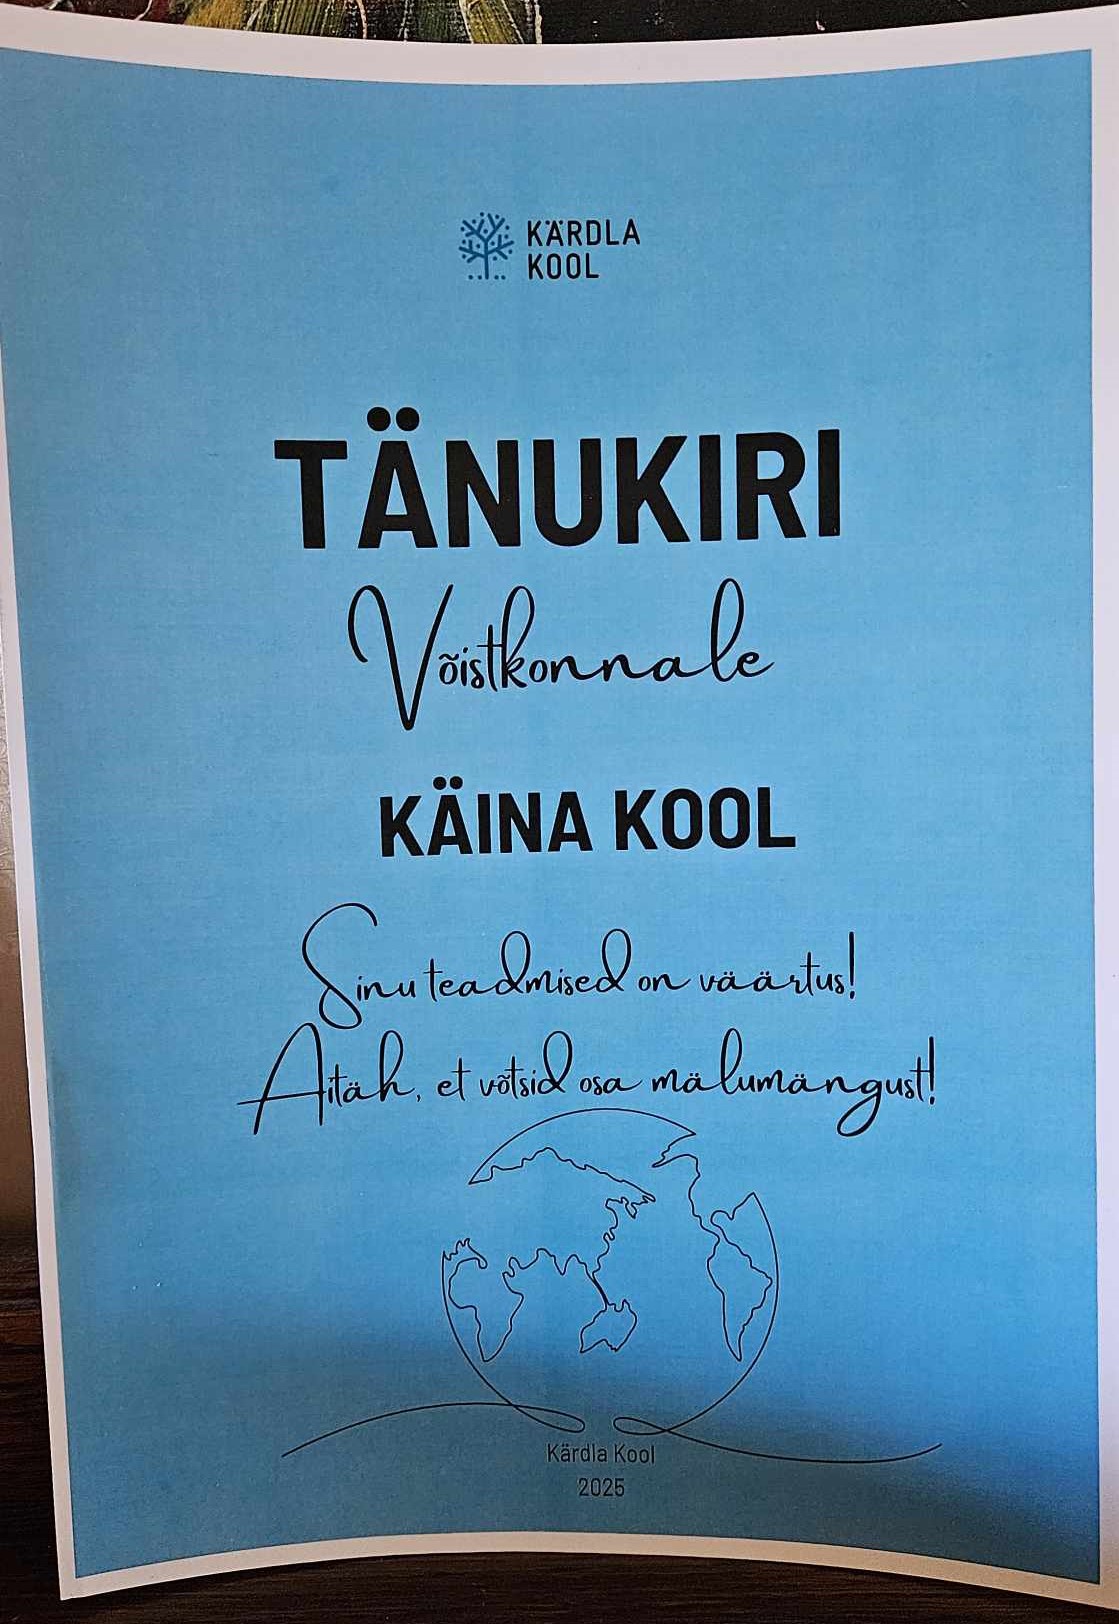 KÄRDLA
KOOL
TÄNUKIRI
Võistkonnale
KÄINA KOOL
Sinu teadmised on väärtus!
Aitäh, et võtsid osa mälumängust!
Kärdla Kool
2025